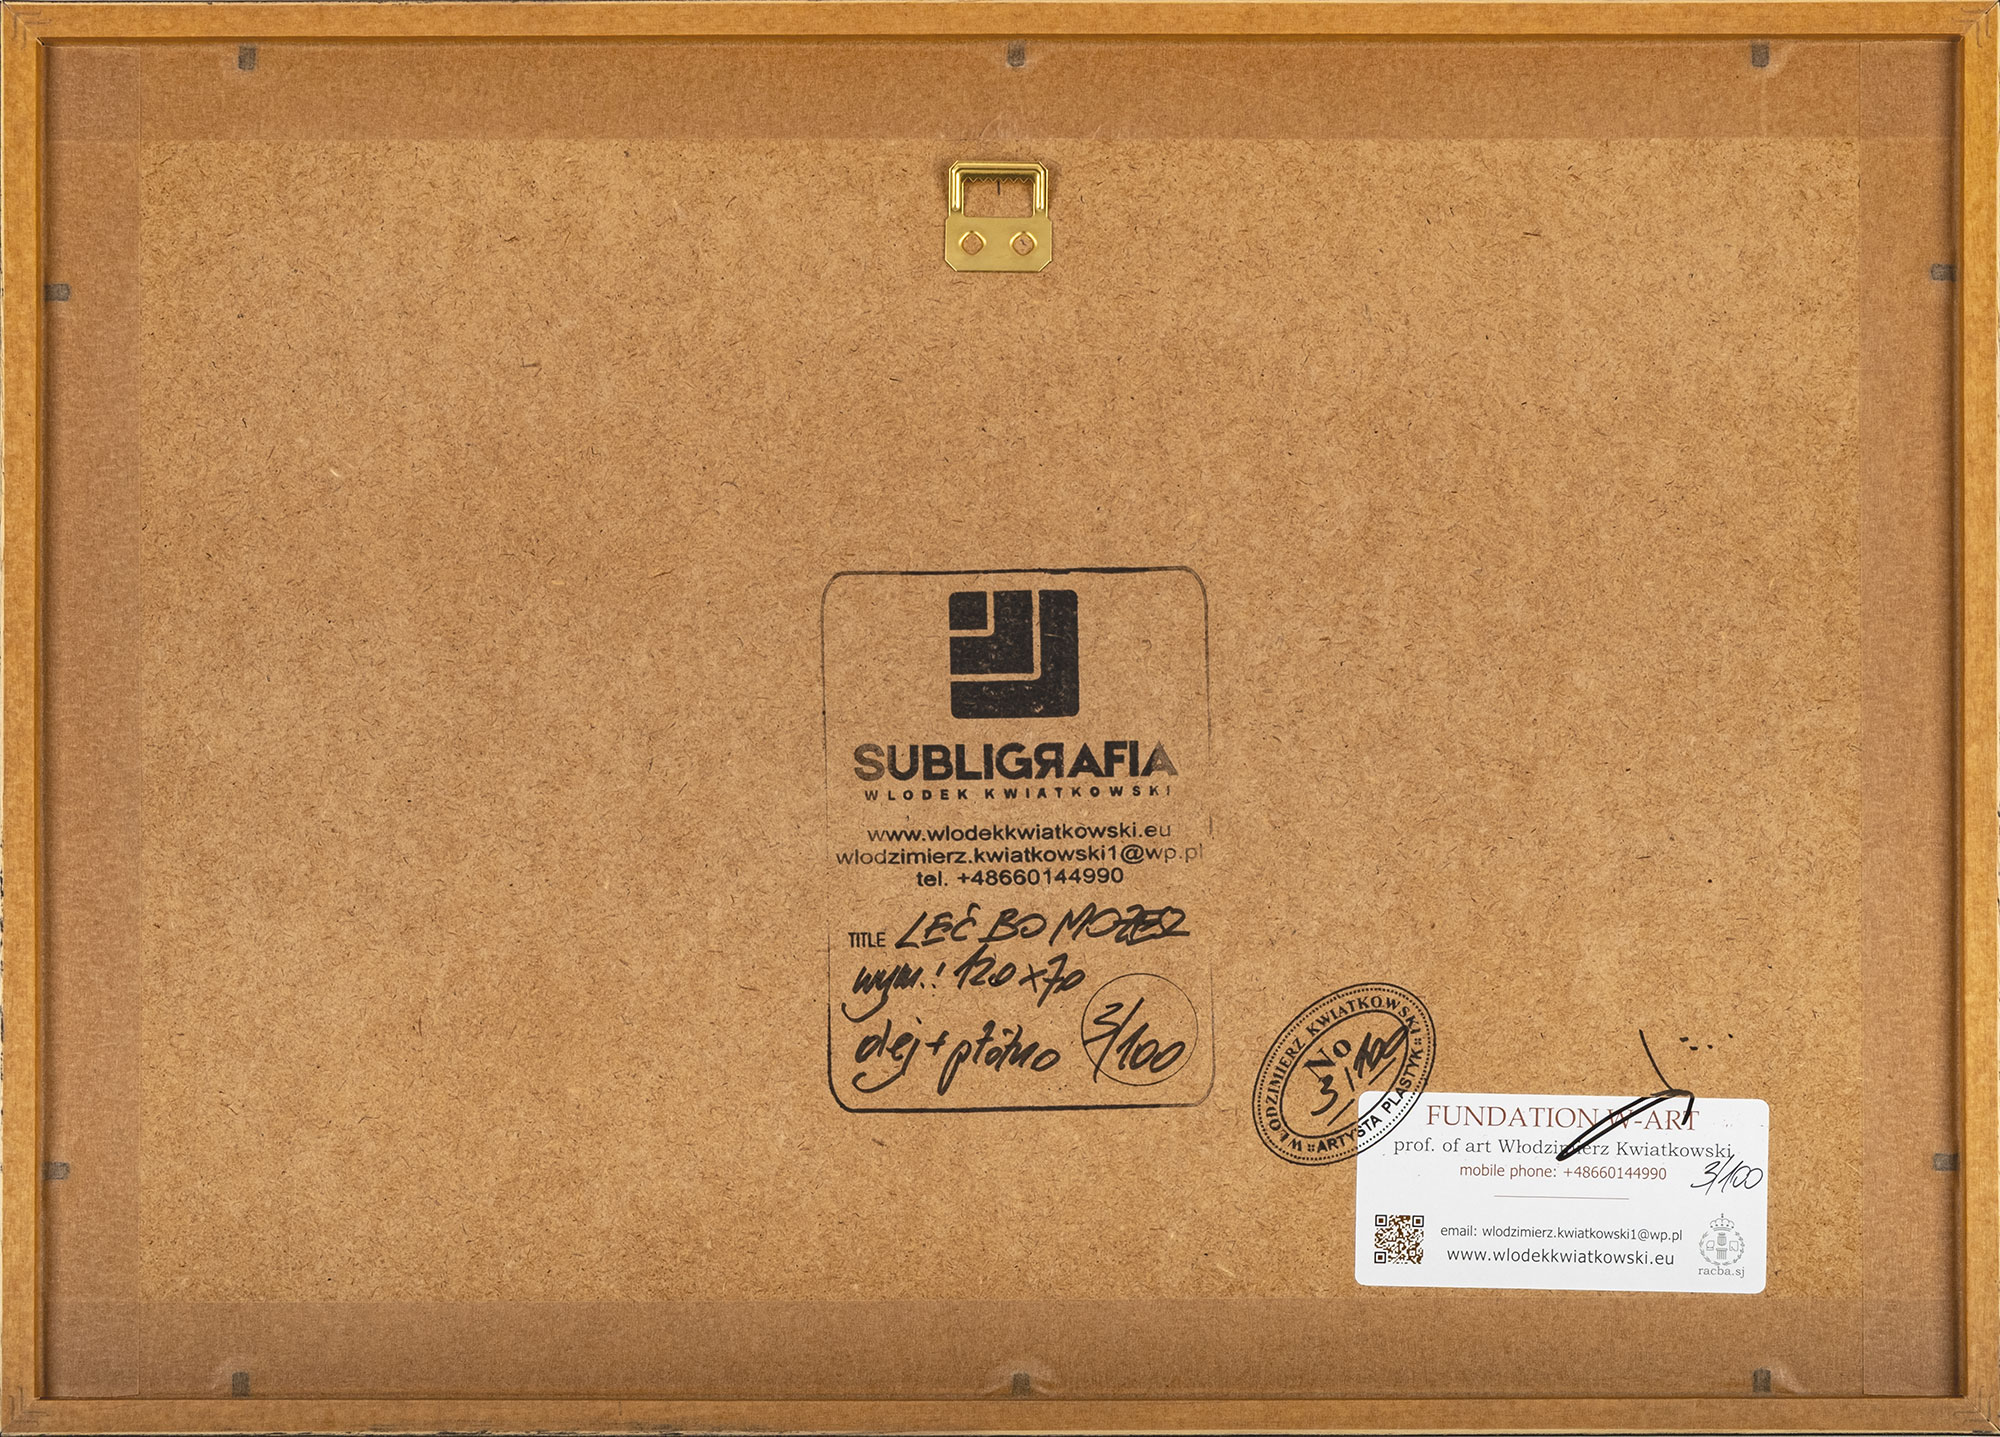 SUBLIGRAFIA
WLODEK KWIATKOWSKI
www.wlodekkwiatkowski.eu
wlodzimierz.kwiatkowski1@wp.pl
tel. +48660144990
TITLE LEĆ BO MOŻESZ
wym.: 120x70
olej + płótno 3/100
WŁODZIMIERZ KWIATKOWSKI
No
3/100
ARTYSTA PLASTYK
FUNDATION W-ART
prof. of art Włodzimierz Kwiatkowski
mobile phone: +48660144990 3/100
email: wlodzimierz.kwiatkowski1@wp.pl
www.wlodekkwiatkowski.eu
racba.sj